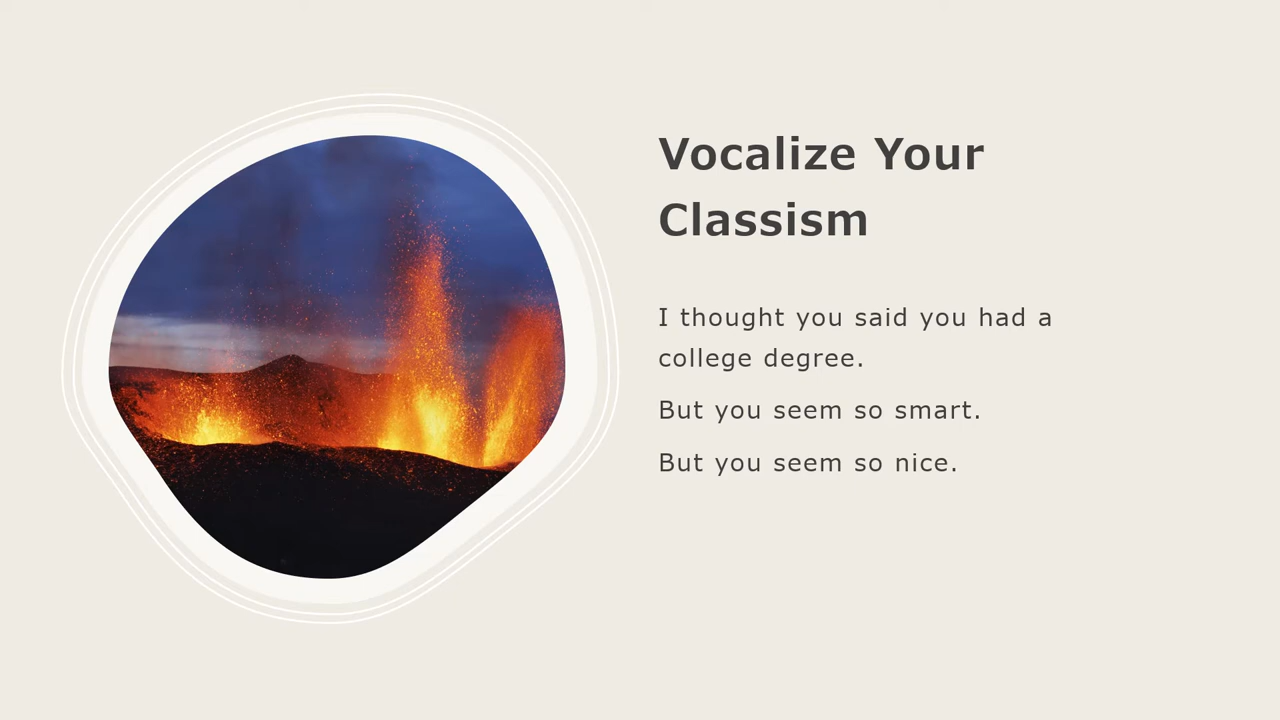 Vocalize Your
Classism
I thought you said you had a
college degree.
But you seem so smart.
But you seem so nice.